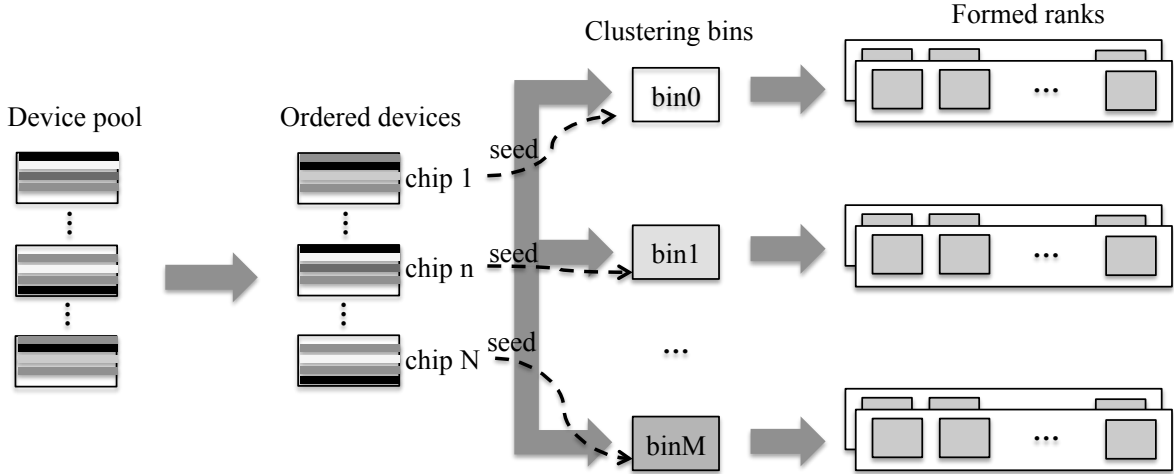 Formed ranks
Clustering bins
bin0
...
Device pool
Ordered devices
seed
chip 1
...
...
seed
bin1
chip n
...
...
...
seed
...
chip N
binM
...